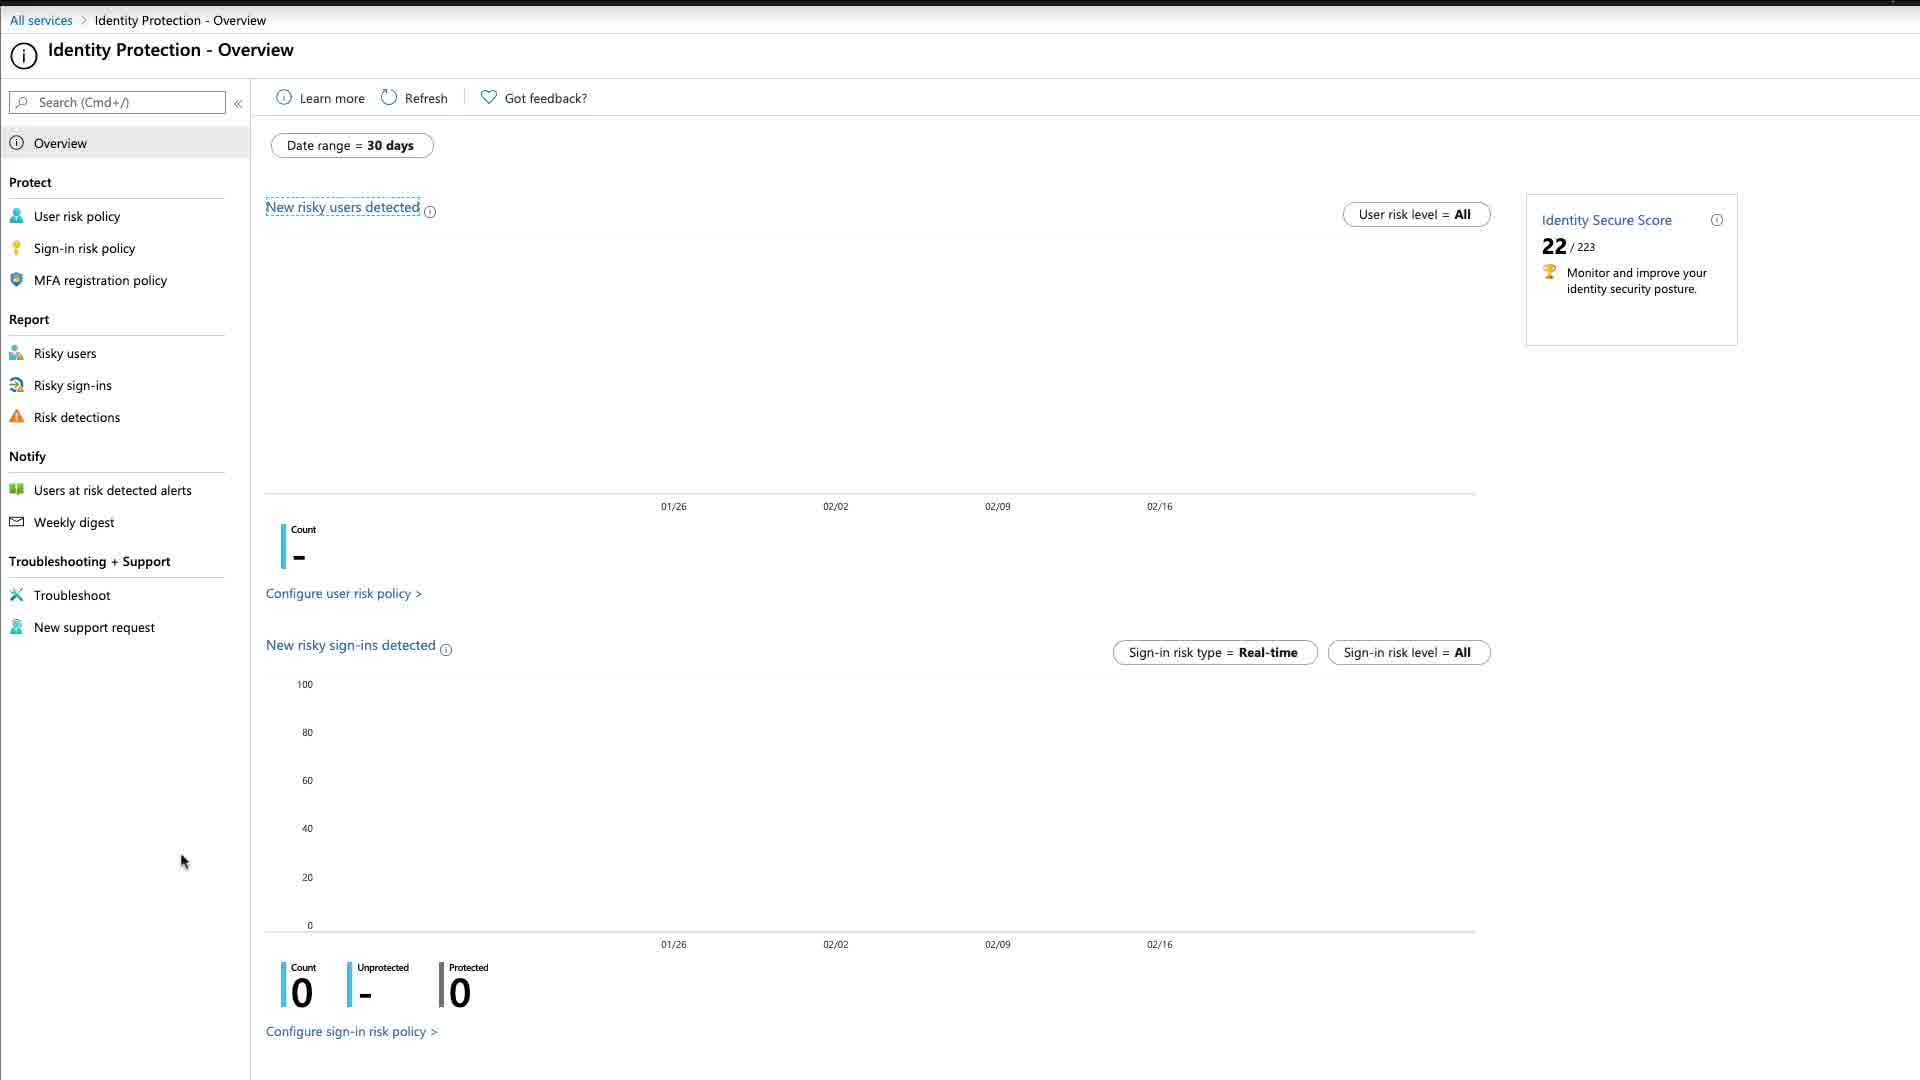 All services > Identity Protection - Overview
Identity Protection - Overview
Search (Cmd+/)
«
Learn more
Refresh
Got feedback?
Overview
Protect
User risk policy
Sign-in risk policy
MFA registration policy
Report
Risky users
Risky sign-ins
Risk detections
Notify
Users at risk detected alerts
Weekly digest
Troubleshooting + Support
Troubleshoot
New support request
Date range = 30 days
New risky users detected
User risk level = All
01/26 02/02 02/09 02/16
Count
-
Configure user risk policy >
New risky sign-ins detected
Sign-in risk type = Real-time
Sign-in risk level = All
100
80
60
40
20
0
01/26 02/02 02/09 02/16
Count Unprotected Protected
0 - 0
Configure sign-in risk policy >
Identity Secure Score
22 / 223
Monitor and improve your
identity security posture.